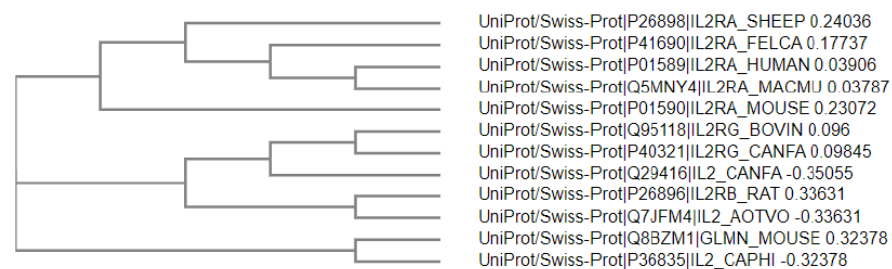 UniProt/Swiss-Prot|P26898|IL2RA_SHEEP 0.24036
UniProt/Swiss-Prot|P41690|IL2RA_FELCA 0.17737
UniProt/Swiss-Prot|P01589|IL2RA_HUMAN 0.03906
UniProt/Swiss-Prot|Q5MNY4|IL2RA_MACMU 0.03787
UniProt/Swiss-Prot|P01590|IL2RA_MOUSE 0.23072
UniProt/Swiss-Prot|Q95118|IL2RG_BOVIN 0.096
UniProt/Swiss-Prot|P40321|IL2RG_CANFA 0.09845
UniProt/Swiss-Prot|Q29416|IL2_CANFA -0.35055
UniProt/Swiss-Prot|P26896|IL2RB_RAT 0.33631
UniProt/Swiss-Prot|Q7JFM4|IL2_AOTVO -0.33631
UniProt/Swiss-Prot|Q8BZM1|GLMN_MOUSE 0.32378
UniProt/Swiss-Prot|P36835|IL2_CAPHI -0.32378